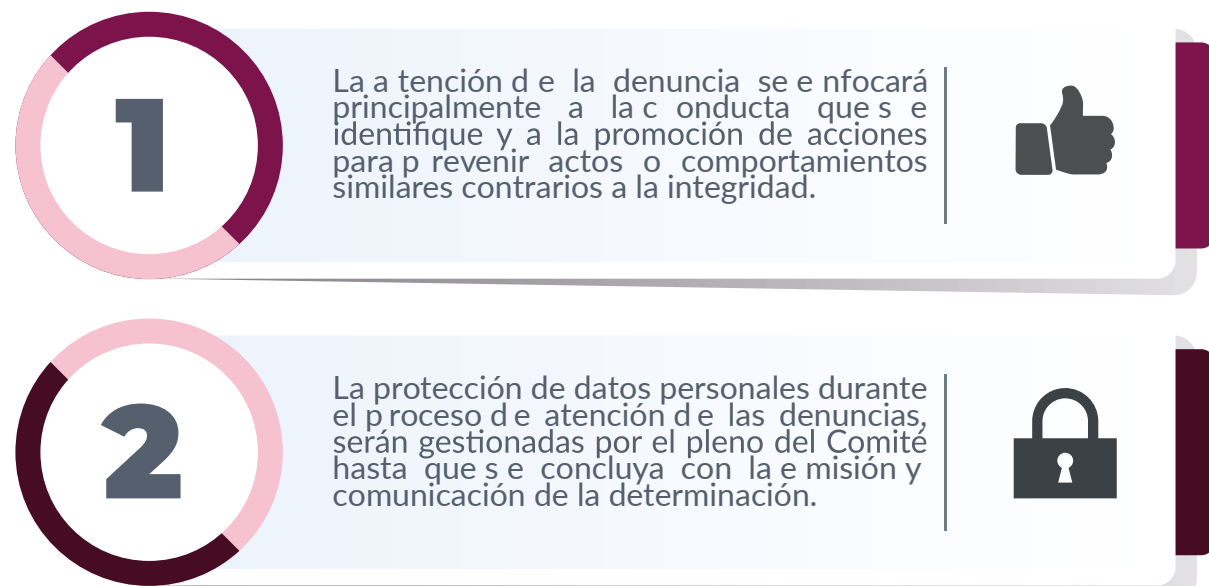 1
La a tención d e la denuncia se e nfocará
principalmente a la c onducta que s e
identifique y a la promoción de acciones
para p revenir actos o comportamientos
similares contrarios a la integridad.
2
La protección de datos personales durante
el p roceso d e atención d e las denuncias,
serán gestionadas por el pleno del Comité
hasta que s e concluya con la e misión y
comunicación de la determinación.